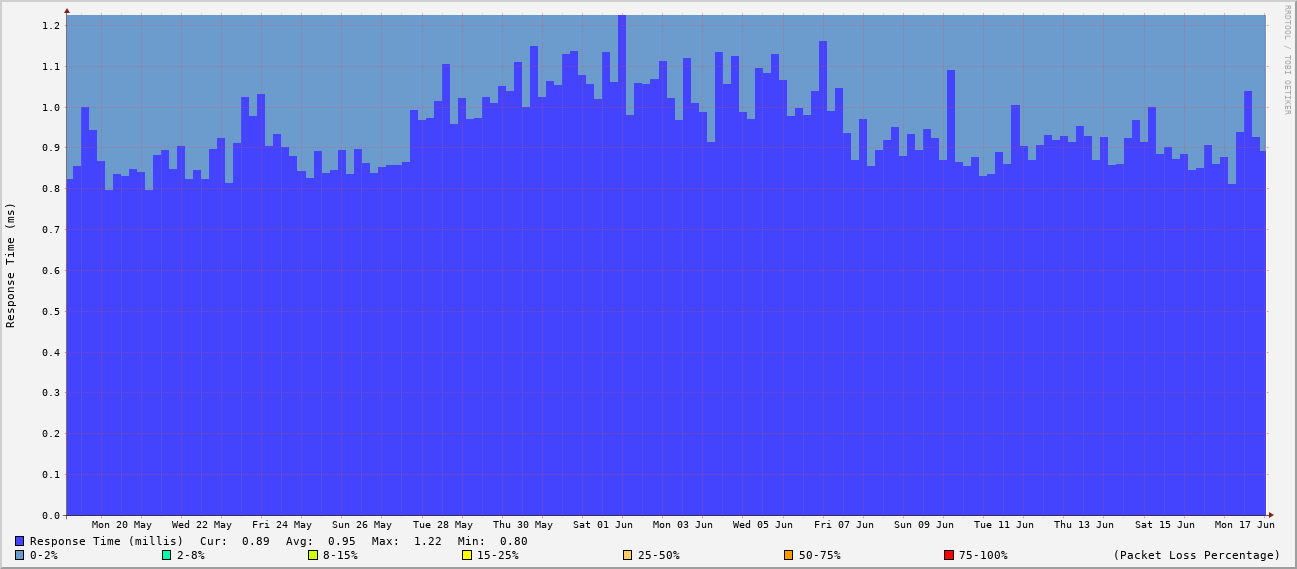 RRDTOOL / TOBI OETIKER
Response Time (ms)
1.2
1.1
1.0
0.9
0.8
0.7
0.6
0.5
0.4
0.3
0.2
0.1
0.0
Mon 20 May Wed 22 May Fri 24 May Sun 26 May Tue 28 May Thu 30 May Sat 01 Jun Mon 03 Jun Wed 05 Jun Fri 07 Jun Sun 09 Jun Tue 11 Jun Thu 13 Jun Sat 15 Jun Mon 17 Jun
Response Time (millis) Cur: 0.89 Avg: 0.95 Max: 1.22 Min: 0.80
0-2% 2-8% 8-15% 15-25% 25-50% 50-75% 75-100% (Packet Loss Percentage)